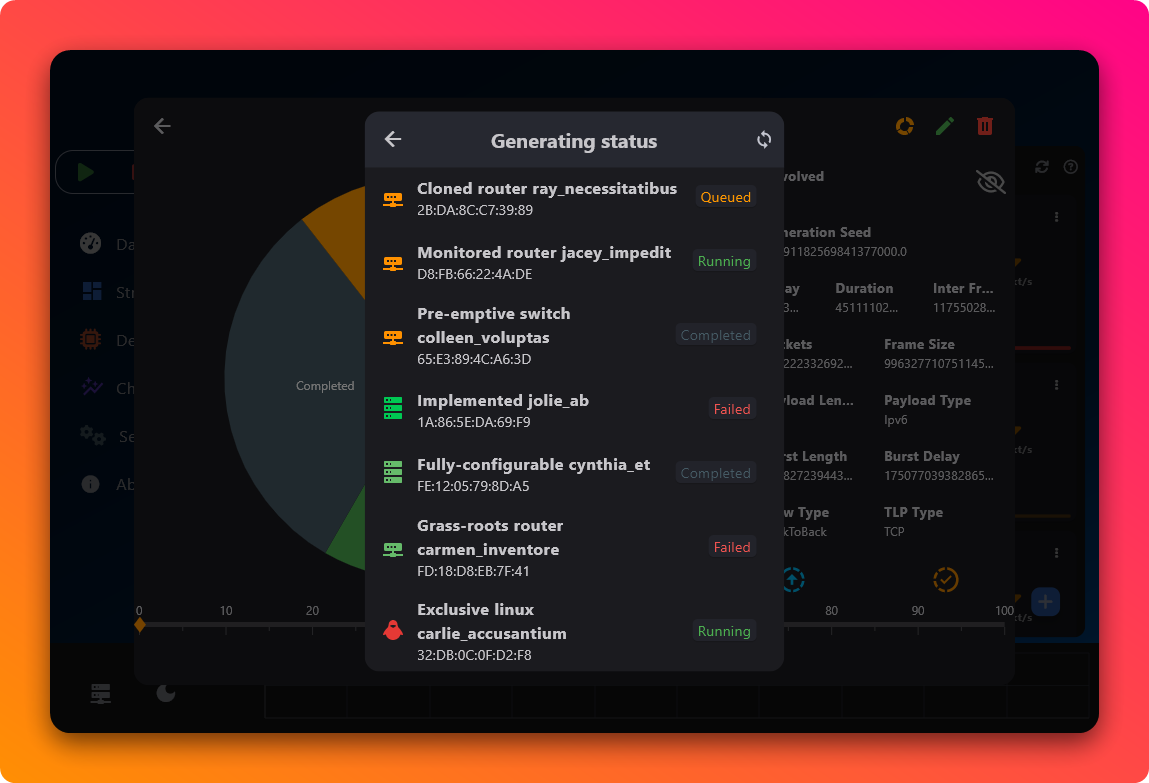 Generating status
Cloned router ray_necessitatibus
2B:DA:8C:C7:39:89
Queued
Monitored router jacey_impedit
D8:FB:66:22:4A:DE
Running
Pre-emptive switch
colleen_voluptas
65:E3:89:4C:A6:3D
Completed
Implemented jolie_ab
1A:86:5E:DA:69:F9
Failed
Fully-configurable cynthia_et
FE:12:05:79:8D:A5
Completed
Grass-roots router
carmen_inventore
FD:18:D8:EB:7F:41
Failed
Exclusive linux
carlie_accusantium
32:DB:0C:0F:D2:F8
Running
Da
Str
De
Ch
Se
Ab
Completed
volved
neration Seed
91182569841377000.0
ay Duration Inter Fr...
3... 45111102... 11755028...
kets Frame Size
222332692... 996327710751145...
yload Len... Payload Type
Ipv6
rst Length Burst Delay
827239443... 175077039382865...
w Type TLP Type
kToBack TCP
0 10 20 80 90 100
ct/s
ct/s
ct/s